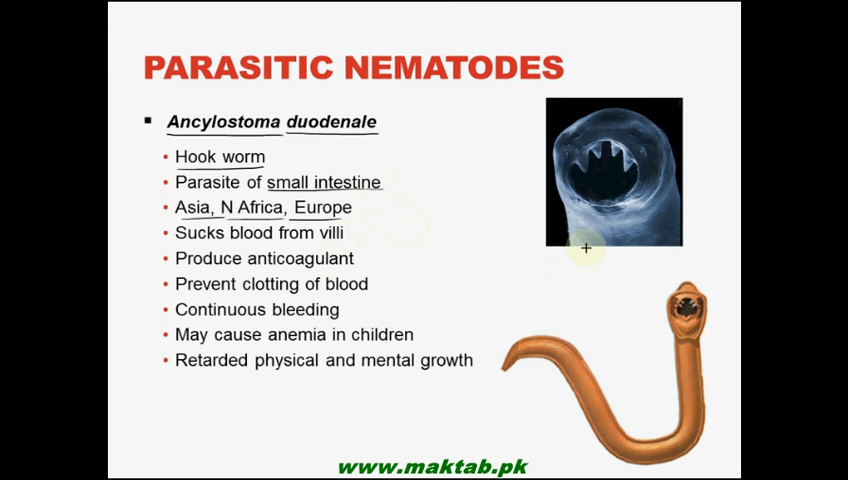 PARASITIC NEMATODES
▪ Ancylostoma duodenale
• Hook worm
• Parasite of small intestine
• Asia, N Africa, Europe
• Sucks blood from villi
• Produce anticoagulant
• Prevent clotting of blood
• Continuous bleeding
• May cause anemia in children
• Retarded physical and mental growth
www.maktab.pk